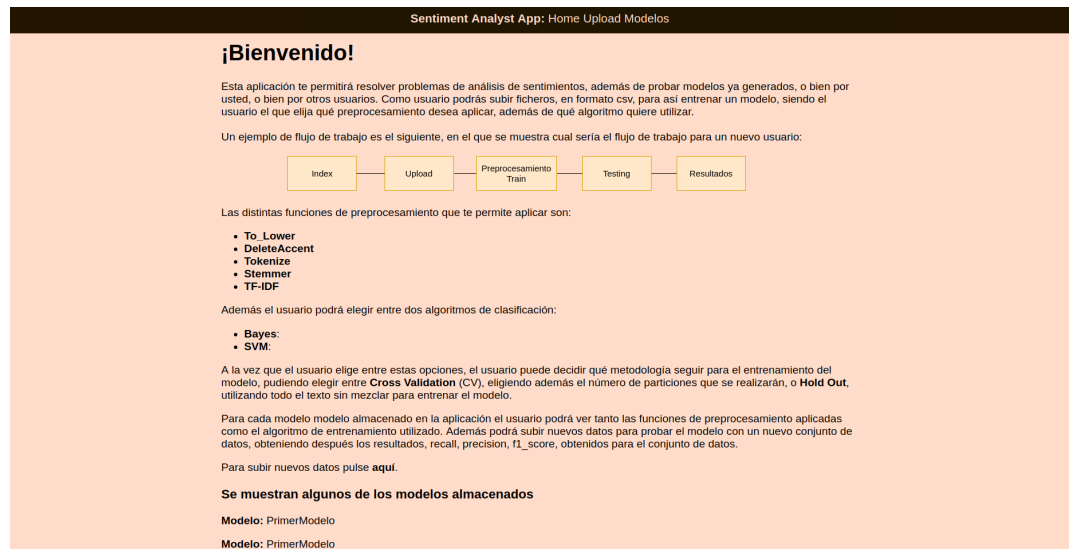 Sentiment Analyst App: Home Upload Modelos
¡Bienvenido!
Esta aplicación te permitirá resolver problemas de análisis de sentimientos, además de probar modelos ya generados, o bien por
usted, o bien por otros usuarios. Como usuario podrás subir ficheros, en formato csv, para así entrenar un modelo, siendo el
usuario el que elija qué preprocesamiento desea aplicar, además de qué algoritmo quiere utilizar.
Un ejemplo de flujo de trabajo es el siguiente, en el que se muestra cual sería el flujo de trabajo para un nuevo usuario:
Index
Upload
Preprocesamiento
Train
Testing
Resultados
Las distintas funciones de preprocesamiento que te permite aplicar son:
• To_Lower
• DeleteAccent
• Tokenize
• Stemmer
• TF-IDF
Además el usuario podrá elegir entre dos algoritmos de clasificación:
• Bayes:
• SVM:
A la vez que el usuario elige entre estas opciones, el usuario puede decidir qué metodología seguir para el entrenamiento del
modelo, pudiendo elegir entre Cross Validation (CV), eligiendo además el número de particiones que se realizarán, o Hold Out,
utilizando todo el texto sin mezclar para entrenar el modelo.
Para cada modelo modelo almacenado en la aplicación el usuario podrá ver tanto las funciones de preprocesamiento aplicadas
como el algoritmo de entrenamiento utilizado. Además podrá subir nuevos datos para probar el modelo con un nuevo conjunto de
datos, obteniendo después los resultados, recall, precision, f1_score, obtenidos para el conjunto de datos.
Para subir nuevos datos pulse aquí.
Se muestran algunos de los modelos almacenados
Modelo: PrimerModelo
Modelo: PrimerModelo